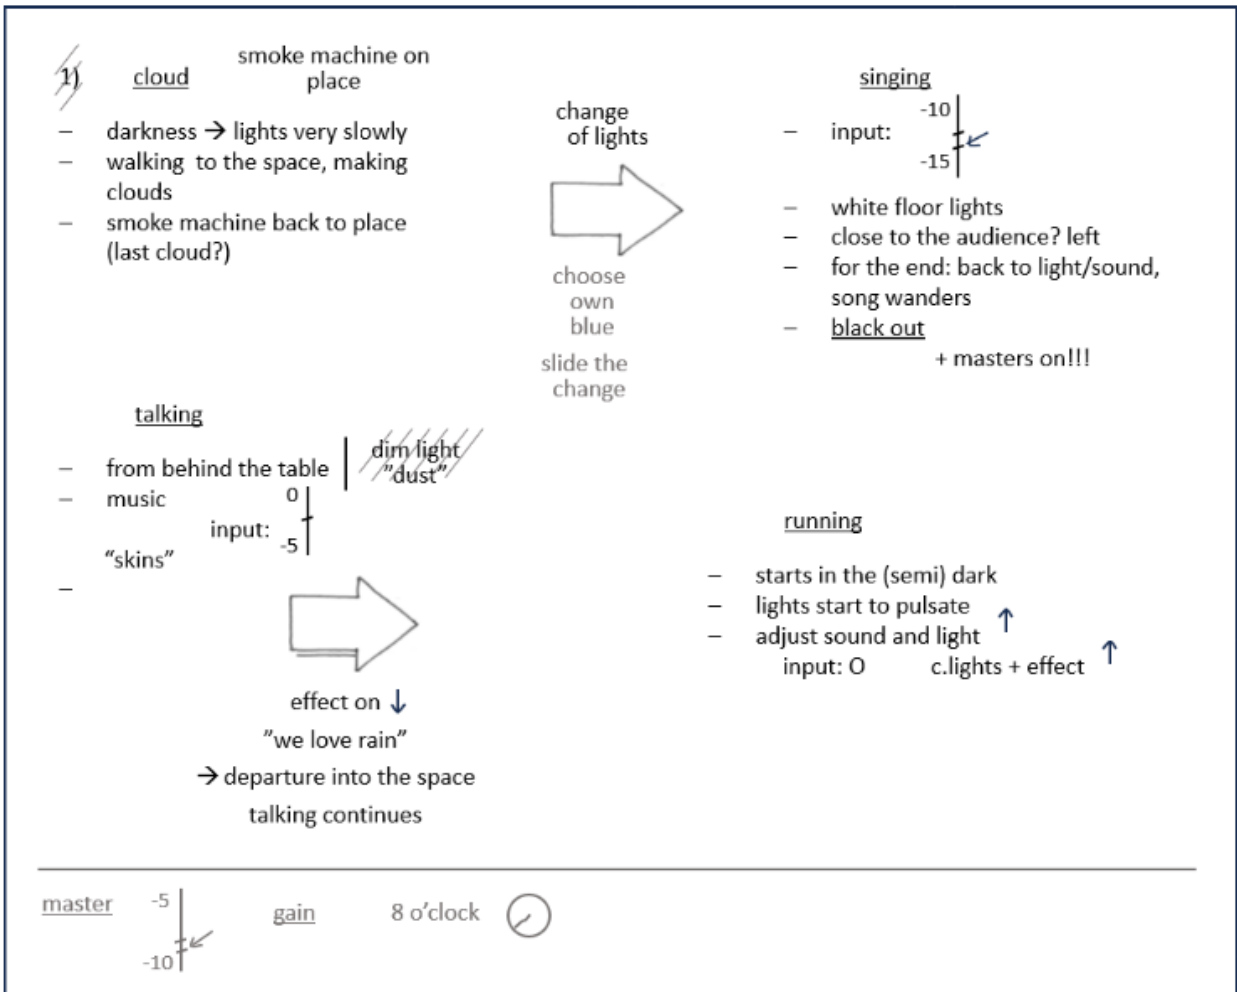 1) cloud
smoke machine on
place
– darkness → lights very slowly
– walking to the space, making
clouds
– smoke machine back to place
(last cloud?)
change
of lights
choose
own
blue
slide the
change
singing
– input:
-10
-15
– white floor lights
– close to the audience? left
– for the end: back to light/sound,
song wanders
– black out
+ masters on!!!
talking
– from behind the table
dim light
"dust"
– music
input:
0
-5
"skins"
–
effect on ↓
"we love rain"
→ departure into the space
talking continues
running
– starts in the (semi) dark
– lights start to pulsate ↑
– adjust sound and light
input: O c.lights + effect ↑
master
-5
-10
gain
8 o'clock